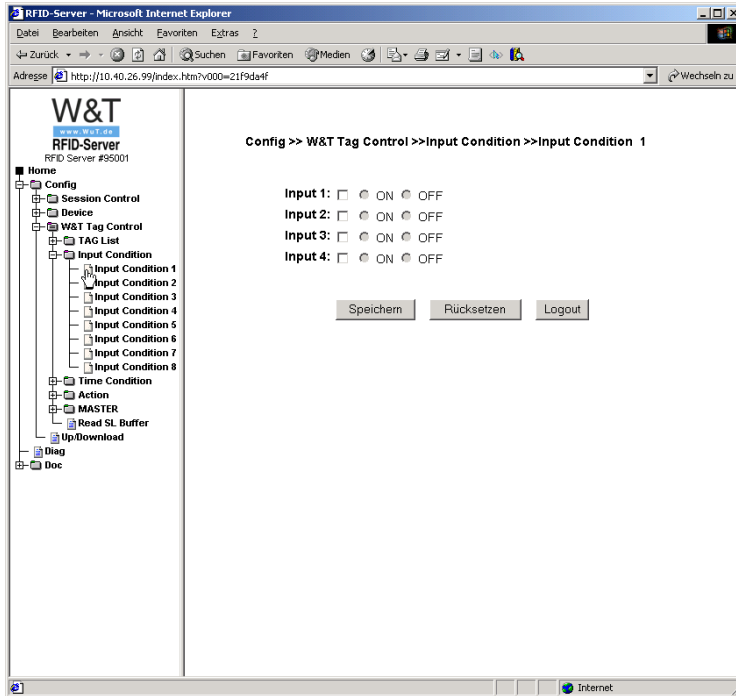 RFID-Server - Microsoft Internet Explorer
Datei Bearbeiten Ansicht Favoriten Extras ?
Zurück Suchen Favoriten Medien
Adresse http://10.40.26.99/index.htm?v000=21f9da4f Wechseln zu
W&T
www.WuT.de
RFID-Server
RFID Server #95001
Home
Config
Session Control
Device
W&T Tag Control
TAG List
Input Condition
Input Condition 1
Input Condition 2
Input Condition 3
Input Condition 4
Input Condition 5
Input Condition 6
Input Condition 7
Input Condition 8
Time Condition
Action
MASTER
Read SL Buffer
Up/Download
Diag
Doc
Config >> W&T Tag Control >>Input Condition >>Input Condition 1
Input 1: ON OFF
Input 2: ON OFF
Input 3: ON OFF
Input 4: ON OFF
Speichern Rücksetzen Logout
Internet